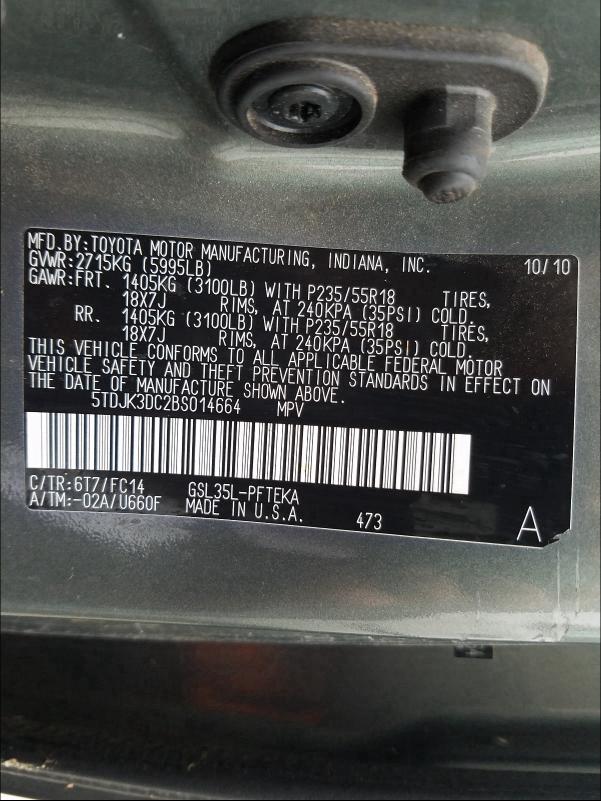 MFD.BY:TOYOTA MOTOR MANUFACTURING, INDIANA, INC. 10/10
GVWR:2715KG (5995LB)
GAWR:FRT. 1405KG (3100LB) WITH P235/55R18 TIRES,
18X7J RIMS, AT 240KPA (35PSI) COLD.
RR. 1405KG (3100LB) WITH P235/55R18 TIRES,
18X7J RIMS, AT 240KPA (35PSI) COLD.
THIS VEHICLE CONFORMS TO ALL APPLICABLE FEDERAL MOTOR
VEHICLE SAFETY AND THEFT PREVENTION STANDARDS IN EFFECT ON
THE DATE OF MANUFACTURE SHOWN ABOVE.
5TDJK3DC2BS014664 MPV
C/TR:6T7/FC14 GSL35L-PFTEKA
A/TM:-02A/U660F MADE IN U.S.A. 473 A